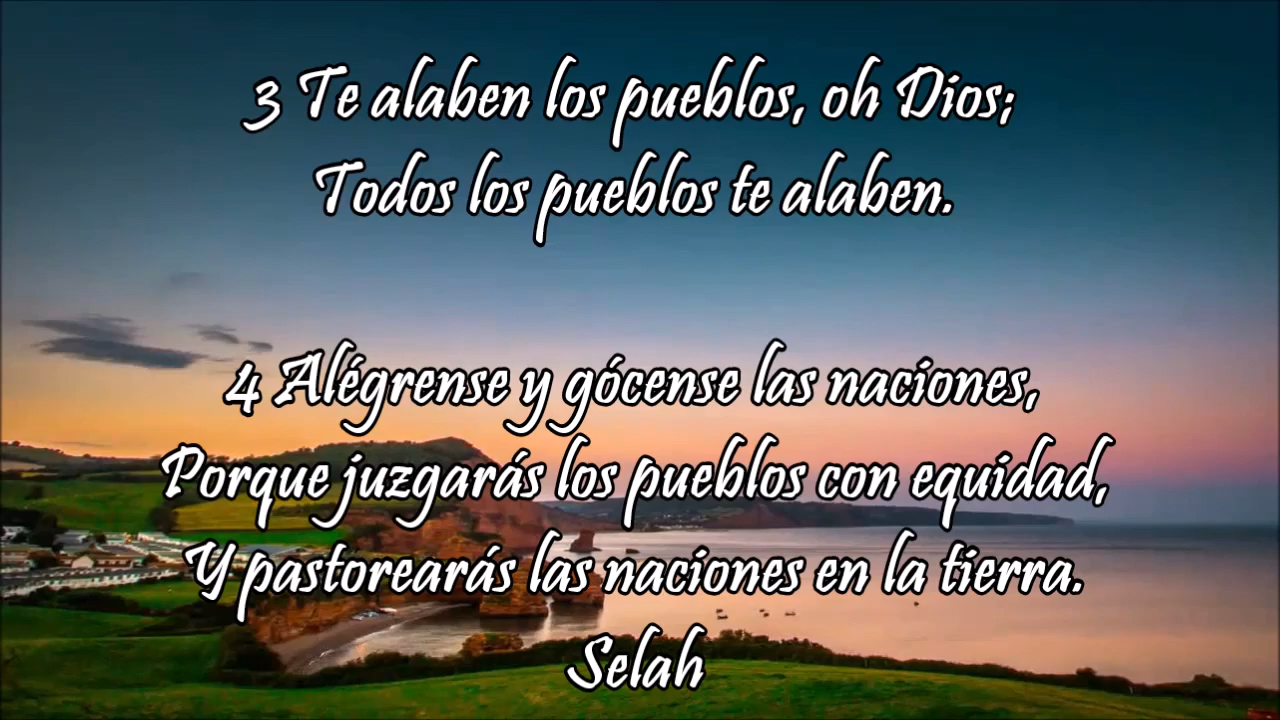 3 Te alaben los pueblos, oh Dios;
Todos los pueblos te alaben.
4 Alégrense y gócense las naciones,
Porque juzgarás los pueblos con equidad,
Y pastorearás las naciones en la tierra.
Selah